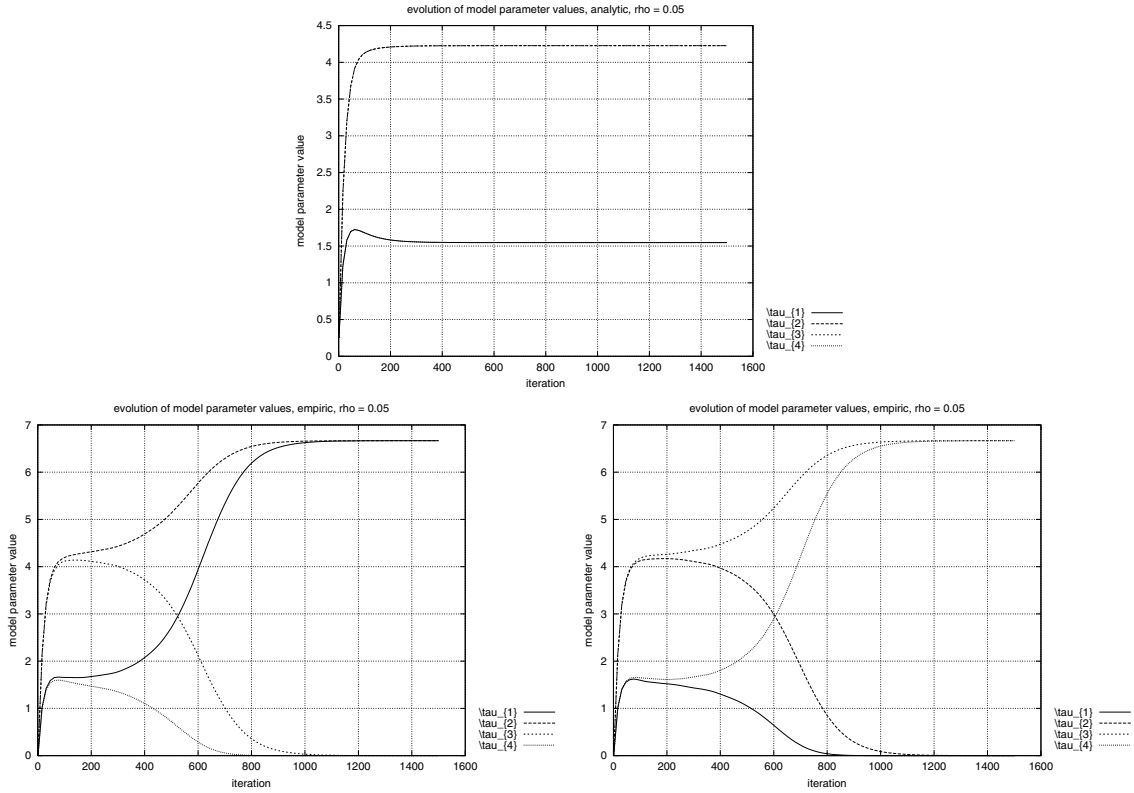 evolution of model parameter values, analytic, rho = 0.05
4.5
4
3.5
3
2.5
2
1.5
1
0.5
0
model parameter value
0 200 400 600 800 1000 1200 1400 1600
iteration
\tau_{1}
\tau_{2}
\tau_{3}
\tau_{4}
evolution of model parameter values, empiric, rho = 0.05
7
6
5
4
3
2
1
0
model parameter value
0 200 400 600 800 1000 1200 1400 1600
iteration
\tau_{1}
\tau_{2}
\tau_{3}
\tau_{4}
evolution of model parameter values, empiric, rho = 0.05
7
6
5
4
3
2
1
0
model parameter value
0 200 400 600 800 1000 1200 1400 1600
iteration
\tau_{1}
\tau_{2}
\tau_{3}
\tau_{4}